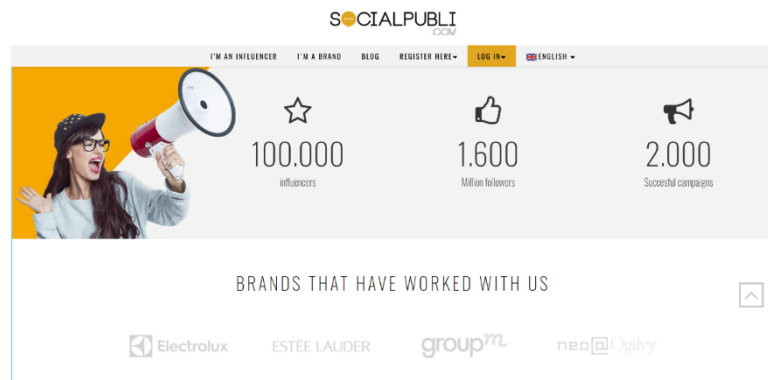 SOCIALPUBLI
.COM
I'M AN INFLUENCER I'M A BRAND BLOG REGISTER HERE LOG IN ENGLISH
100.000 1.600 2.000
influencers Million followers Succesful campaigns
BRANDS THAT HAVE WORKED WITH US
Electrolux ESTĒE LAUDER groupm neo@Ogilvy